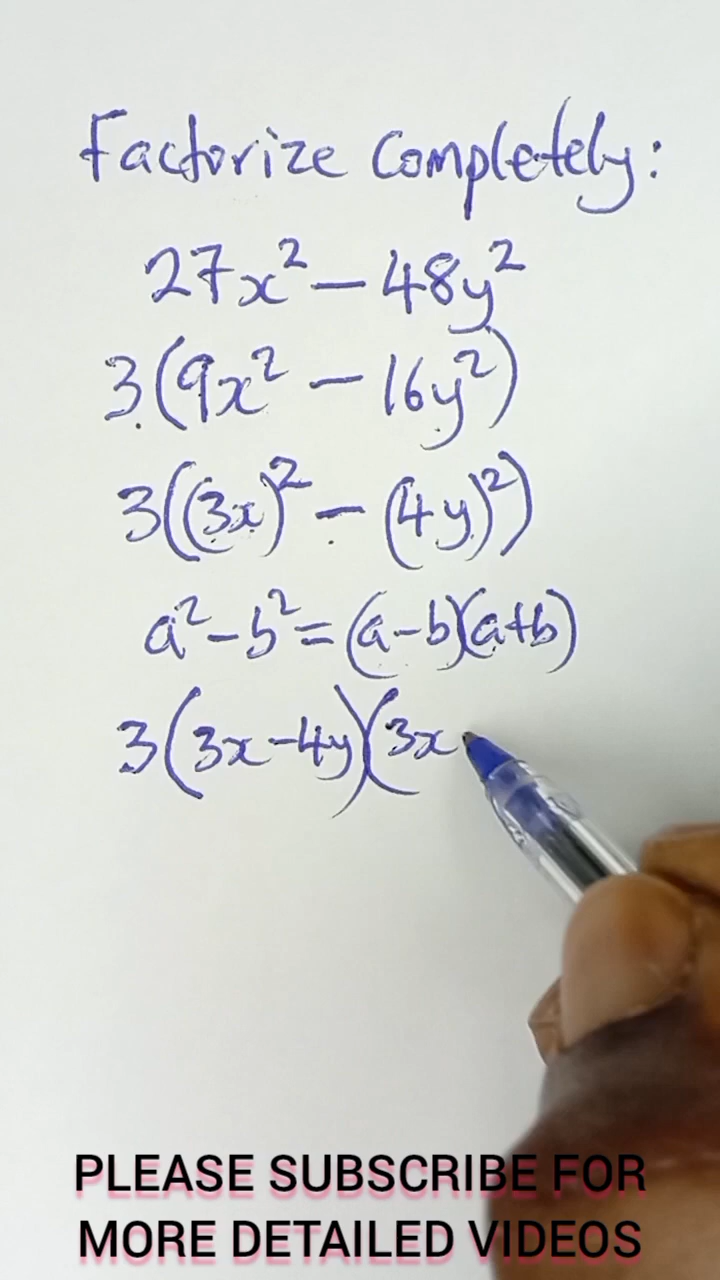 Factorize Completely:
27x² – 48y²
3(9x² – 16y²)
3((3x)² – (4y)²)
a² – b² = (a – b)(a + b)
3(3x – 4y)(3x
PLEASE SUBSCRIBE FOR
MORE DETAILED VIDEOS